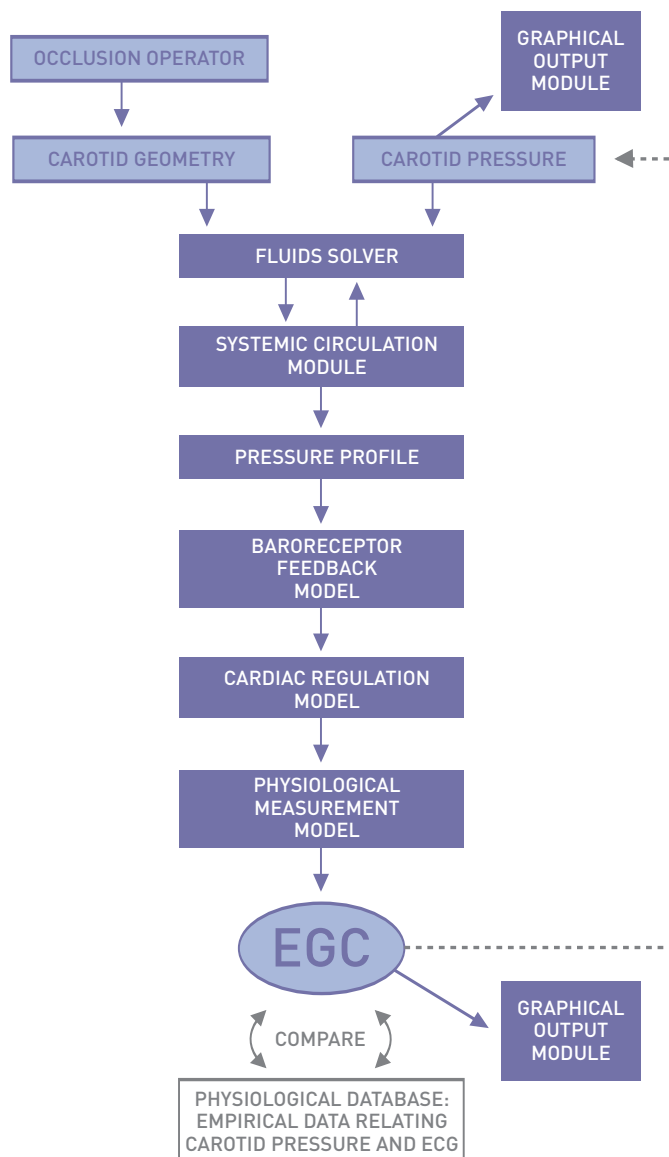 OCCLUSION OPERATOR
GRAPHICAL
OUTPUT
MODULE
CAROTID GEOMETRY
CAROTID PRESSURE
FLUIDS SOLVER
SYSTEMIC CIRCULATION
MODULE
PRESSURE PROFILE
BARORECEPTOR
FEEDBACK
MODEL
CARDIAC REGULATION
MODEL
PHYSIOLOGICAL
MEASUREMENT
MODEL
EGC
GRAPHICAL
OUTPUT
MODULE
COMPARE
PHYSIOLOGICAL DATABASE:
EMPIRICAL DATA RELATING
CAROTID PRESSURE AND ECG